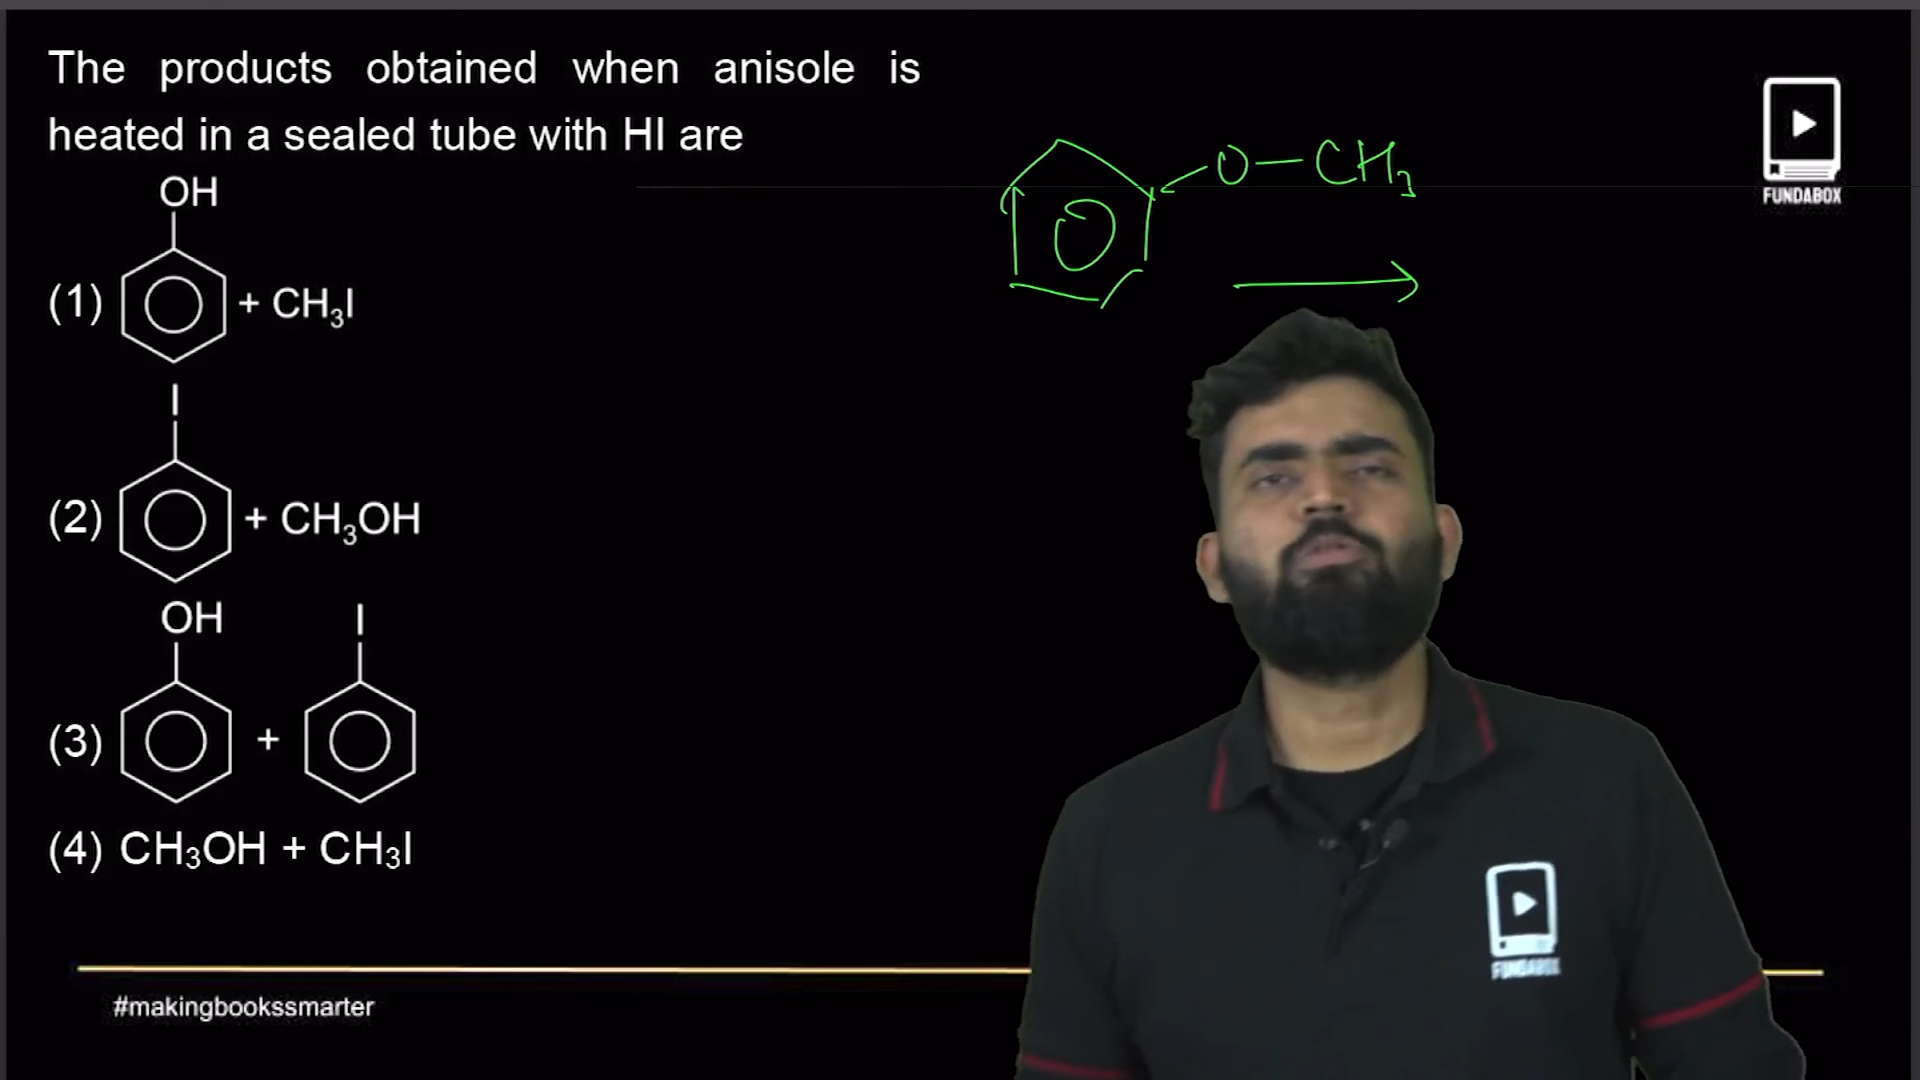 The products obtained when anisole is
heated in a sealed tube with HI are
OH
(1) + CH₃I
I
(2) + CH₃OH
OH I
(3) +
(4) CH₃OH + CH₃I
O—CH₃
FUNDABOX
FUNDABOX
#makingbookssmarter